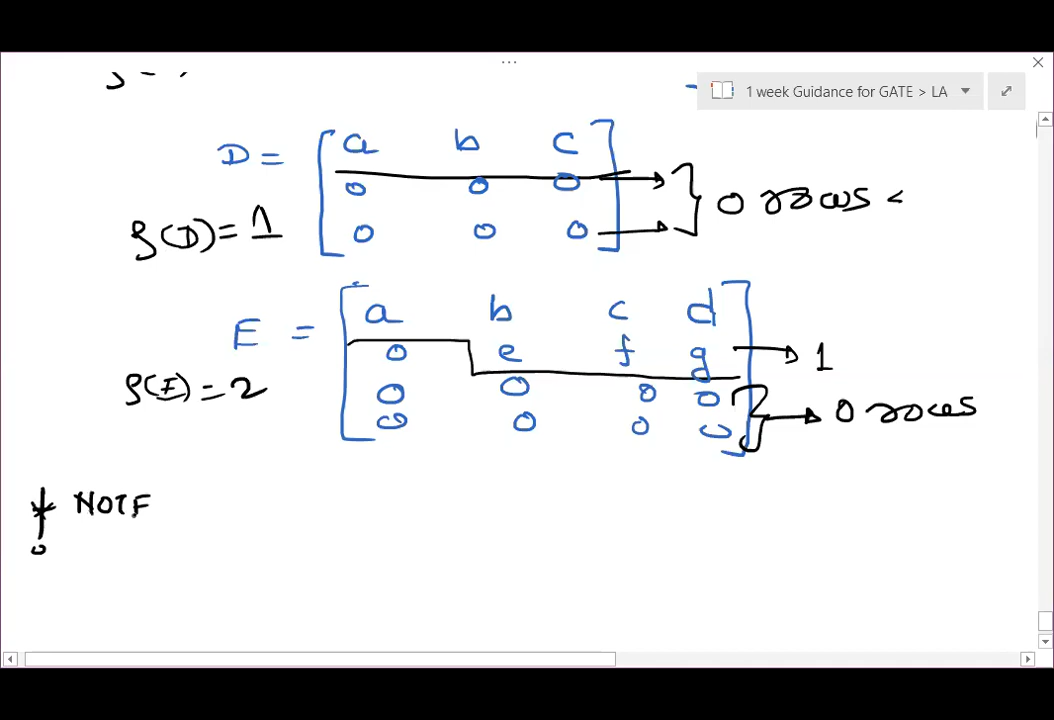 1 week Guidance for GATE > LA
D = [ a b c
0 0 0
0 0 0 ]
0 rows
ρ(D) = 1
E = [ a b c d
0 e f g
0 0 0 0
0 0 0 0 ]
1
ρ(E) = 2
0 rows
* NOTE